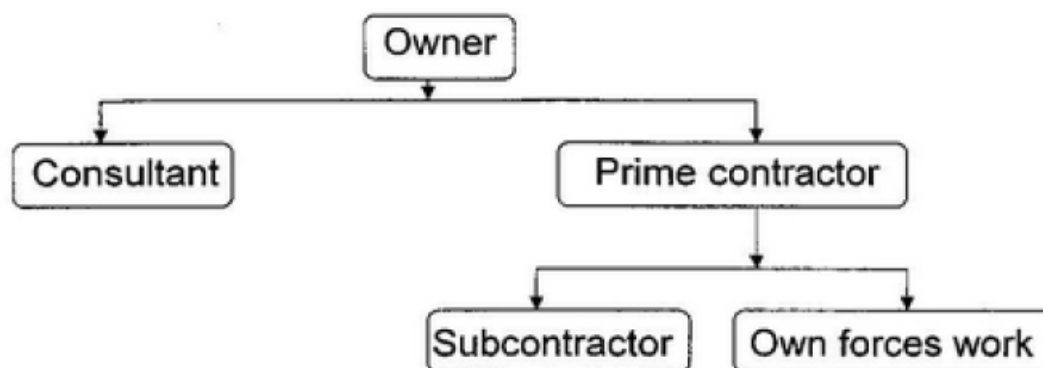 Owner
Consultant
Prime contractor
Subcontractor
Own forces work